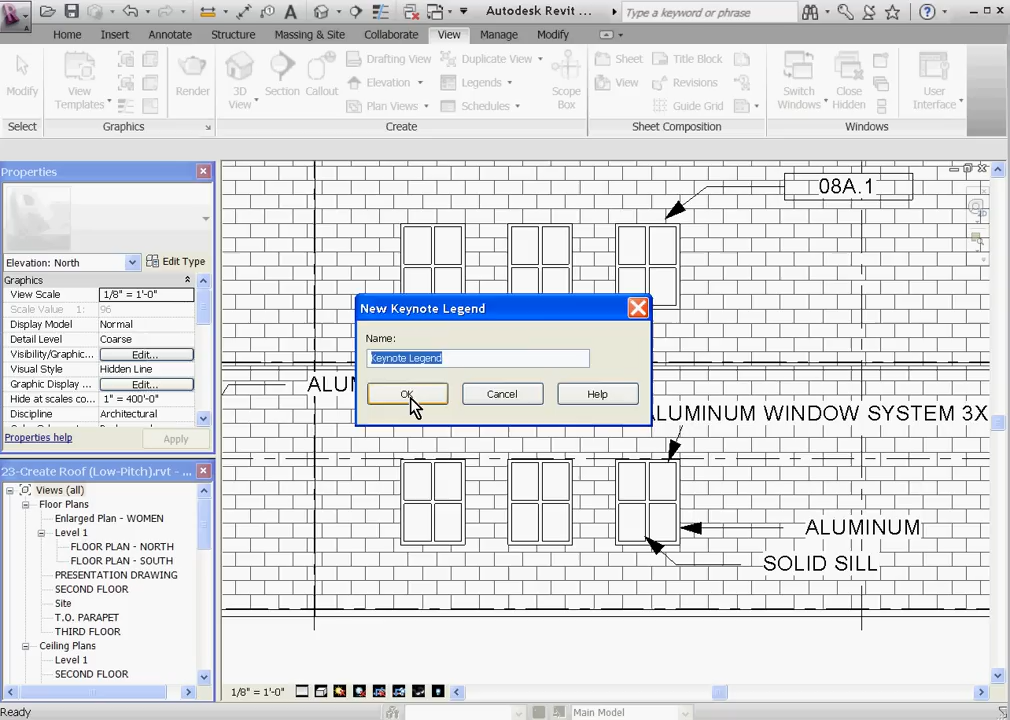 Autodesk Revit ...
Type a keyword or phrase
Home Insert Annotate Structure Massing & Site Collaborate View Manage Modify
Modify
View Templates
Render
3D View
Section
Callout
Drafting View
Elevation
Plan Views
Duplicate View
Legends
Schedules
Scope Box
Sheet
View
Title Block
Revisions
Guide Grid
Switch Windows
Close Hidden
User Interface
Select Graphics Create Sheet Composition Windows
Properties
Elevation: North
Edit Type
Graphics
View Scale 1/8" = 1'-0"
Scale Value 1: 96
Display Model Normal
Detail Level Coarse
Visibility/Graphic... Edit...
Visual Style Hidden Line
Graphic Display ... Edit...
Hide at scales co... 1" = 400'-0"
Discipline Architectural
Properties help
Apply
23-Create Roof (Low-Pitch).rvt - ...
Views (all)
Floor Plans
Enlarged Plan - WOMEN
Level 1
FLOOR PLAN - NORTH
FLOOR PLAN - SOUTH
PRESENTATION DRAWING
SECOND FLOOR
Site
T.O. PARAPET
THIRD FLOOR
Ceiling Plans
Level 1
SECOND FLOOR
08A.1
New Keynote Legend
Name:
Keynote Legend
OK Cancel Help
ALUM
ALUMINUM WINDOW SYSTEM 3X
ALUMINUM
SOLID SILL
1/8" = 1'-0"
Ready
Main Model